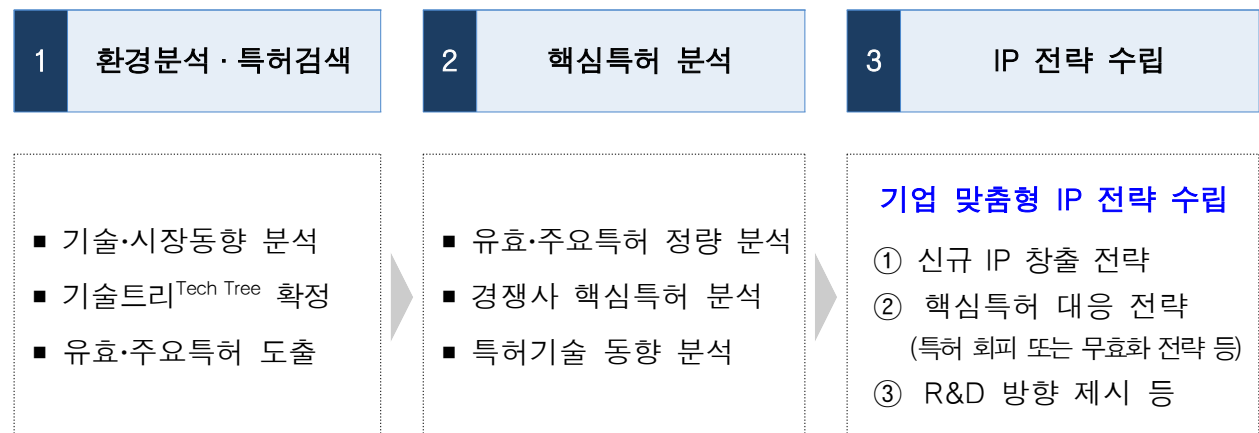 1 환경분석 · 특허검색
■ 기술·시장동향 분석
■ 기술트리Tech Tree 확정
■ 유효·주요특허 도출
2 핵심특허 분석
■ 유효·주요특허 정량 분석
■ 경쟁사 핵심특허 분석
■ 특허기술 동향 분석
3 IP 전략 수립
기업 맞춤형 IP 전략 수립
① 신규 IP 창출 전략
② 핵심특허 대응 전략
(특허 회피 또는 무효화 전략 등)
③ R&D 방향 제시 등